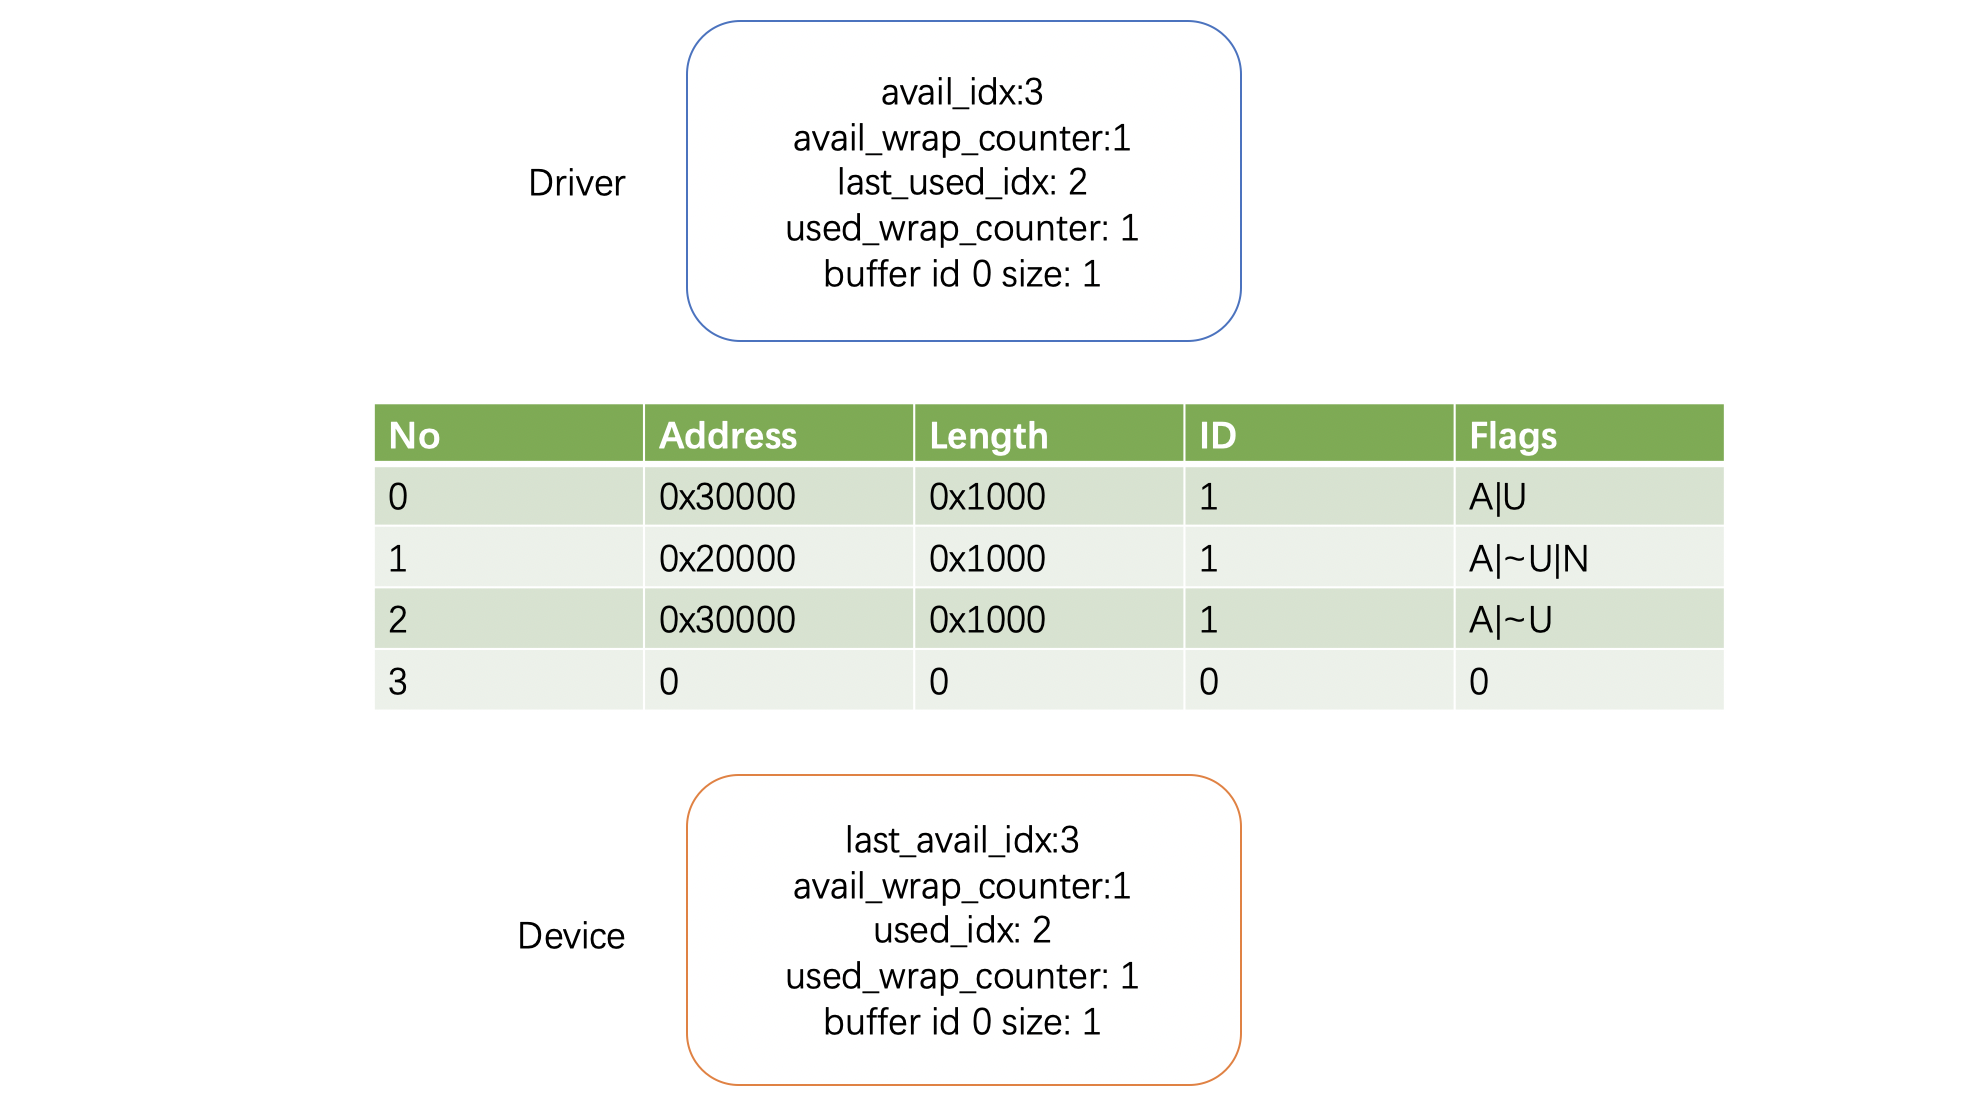 avail_idx:3
avail_wrap_counter:1
Driver
last_used_idx: 2
used_wrap_counter: 1
buffer id 0 size: 1
No Address Length ID Flags
0 0x30000 0x1000 1 A|U
1 0x20000 0x1000 1 A|~U|N
2 0x30000 0x1000 1 A|~U
3 0 0 0 0
last_avail_idx:3
avail_wrap_counter:1
Device
used_idx: 2
used_wrap_counter: 1
buffer id 0 size: 1